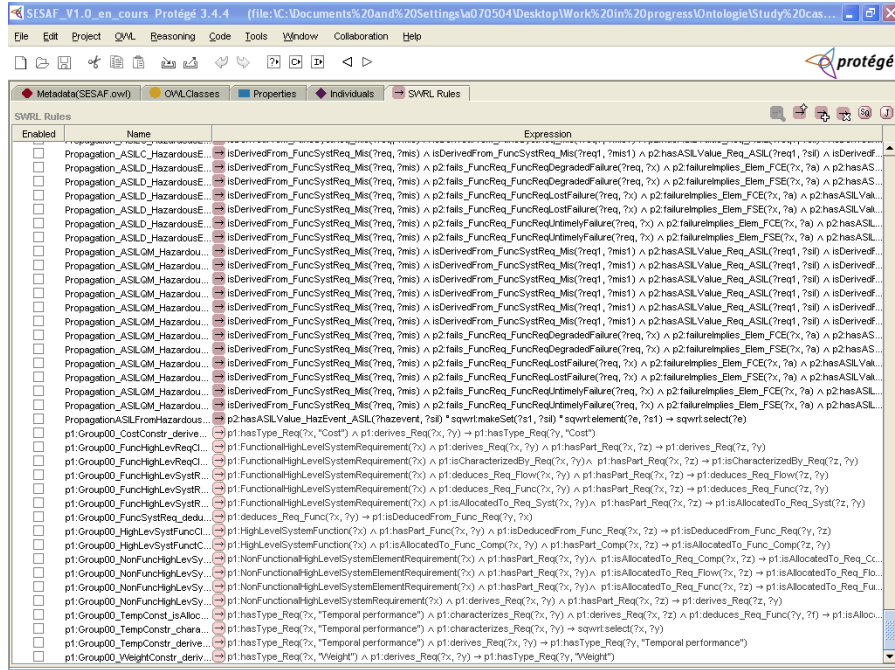 SESAF_V1.0_en_cours Protégé 3.4.4 (file:\C:\Documents%20and%20Settings\a070504\Desktop\Work%20in%20progress\Ontologie\Study%20cas...
File Edit Project OWL Reasoning Code Tools Window Collaboration Help
protégé
Metadata(SESAF.owl) OWLClasses Properties Individuals SWRL Rules
SWRL Rules
Enabled Name Expression
Propagation_ASILC_HazardousE... isDerivedFrom_FuncSystReq_Mis(?req, ?mis) ∧ isDerivedFrom_FuncSystReq_Mis(?req1, ?mis1) ∧ p2:hasASILValue_Req_ASIL(?req1, ?sil) ∧ isDerivedF...
Propagation_ASILD_HazardousE... isDerivedFrom_FuncSystReq_Mis(?req, ?mis) ∧ p2:fails_FuncReq_FuncReqDegradedFailure(?req, ?x) ∧ p2:failureImplies_Elem_FCE(?x, ?a) ∧ p2:hasAS...
Propagation_ASILD_HazardousE... isDerivedFrom_FuncSystReq_Mis(?req, ?mis) ∧ p2:fails_FuncReq_FuncReqDegradedFailure(?req, ?x) ∧ p2:failureImplies_Elem_FSE(?x, ?a) ∧ p2:hasAS...
Propagation_ASILD_HazardousE... isDerivedFrom_FuncSystReq_Mis(?req, ?mis) ∧ p2:fails_FuncReq_FuncReqLostFailure(?req, ?x) ∧ p2:failureImplies_Elem_FCE(?x, ?a) ∧ p2:hasASILVal...
Propagation_ASILD_HazardousE... isDerivedFrom_FuncSystReq_Mis(?req, ?mis) ∧ p2:fails_FuncReq_FuncReqLostFailure(?req, ?x) ∧ p2:failureImplies_Elem_FSE(?x, ?a) ∧ p2:hasASILVal...
Propagation_ASILD_HazardousE... isDerivedFrom_FuncSystReq_Mis(?req, ?mis) ∧ p2:fails_FuncReq_FuncReqUntimelyFailure(?req, ?x) ∧ p2:failureImplies_Elem_FCE(?x, ?a) ∧ p2:hasASIL...
Propagation_ASILD_HazardousE... isDerivedFrom_FuncSystReq_Mis(?req, ?mis) ∧ p2:fails_FuncReq_FuncReqUntimelyFailure(?req, ?x) ∧ p2:failureImplies_Elem_FSE(?x, ?a) ∧ p2:hasASIL...
Propagation_ASILQM_Hazardou... isDerivedFrom_FuncSystReq_Mis(?req, ?mis) ∧ isDerivedFrom_FuncSystReq_Mis(?req1, ?mis1) ∧ p2:hasASILValue_Req_ASIL(?req1, ?sil) ∧ isDerivedF...
Propagation_ASILQM_Hazardou... isDerivedFrom_FuncSystReq_Mis(?req, ?mis) ∧ isDerivedFrom_FuncSystReq_Mis(?req1, ?mis1) ∧ p2:hasASILValue_Req_ASIL(?req1, ?sil) ∧ isDerivedF...
Propagation_ASILQM_Hazardou... isDerivedFrom_FuncSystReq_Mis(?req, ?mis) ∧ isDerivedFrom_FuncSystReq_Mis(?req1, ?mis1) ∧ p2:hasASILValue_Req_ASIL(?req1, ?sil) ∧ isDerivedF...
Propagation_ASILQM_Hazardou... isDerivedFrom_FuncSystReq_Mis(?req, ?mis) ∧ isDerivedFrom_FuncSystReq_Mis(?req1, ?mis1) ∧ p2:hasASILValue_Req_ASIL(?req1, ?sil) ∧ isDerivedF...
Propagation_ASILQM_Hazardou... isDerivedFrom_FuncSystReq_Mis(?req, ?mis) ∧ isDerivedFrom_FuncSystReq_Mis(?req1, ?mis1) ∧ p2:hasASILValue_Req_ASIL(?req1, ?sil) ∧ isDerivedF...
Propagation_ASILQM_Hazardou... isDerivedFrom_FuncSystReq_Mis(?req, ?mis) ∧ isDerivedFrom_FuncSystReq_Mis(?req1, ?mis1) ∧ p2:hasASILValue_Req_ASIL(?req1, ?sil) ∧ isDerivedF...
Propagation_ASILQM_Hazardou... isDerivedFrom_FuncSystReq_Mis(?req, ?mis) ∧ p2:fails_FuncReq_FuncReqDegradedFailure(?req, ?x) ∧ p2:failureImplies_Elem_FCE(?x, ?a) ∧ p2:hasAS...
Propagation_ASILQM_Hazardou... isDerivedFrom_FuncSystReq_Mis(?req, ?mis) ∧ p2:fails_FuncReq_FuncReqDegradedFailure(?req, ?x) ∧ p2:failureImplies_Elem_FSE(?x, ?a) ∧ p2:hasAS...
Propagation_ASILQM_Hazardou... isDerivedFrom_FuncSystReq_Mis(?req, ?mis) ∧ p2:fails_FuncReq_FuncReqLostFailure(?req, ?x) ∧ p2:failureImplies_Elem_FCE(?x, ?a) ∧ p2:hasASILVal...
Propagation_ASILQM_Hazardou... isDerivedFrom_FuncSystReq_Mis(?req, ?mis) ∧ p2:fails_FuncReq_FuncReqLostFailure(?req, ?x) ∧ p2:failureImplies_Elem_FSE(?x, ?a) ∧ p2:hasASILVal...
Propagation_ASILQM_Hazardou... isDerivedFrom_FuncSystReq_Mis(?req, ?mis) ∧ p2:fails_FuncReq_FuncReqUntimelyFailure(?req, ?x) ∧ p2:failureImplies_Elem_FCE(?x, ?a) ∧ p2:hasASIL...
Propagation_ASILQM_Hazardou... isDerivedFrom_FuncSystReq_Mis(?req, ?mis) ∧ p2:fails_FuncReq_FuncReqUntimelyFailure(?req, ?x) ∧ p2:failureImplies_Elem_FSE(?x, ?a) ∧ p2:hasASIL...
PropagationASILFromHazardous... p2:hasASILValue_HazEvent_ASIL(?hazevent, ?sil) * sqwrl:makeSet(?s1, ?sil) * sqwrl:element(?e, ?s1) → sqwrl:select(?e)
p1:Group00_CostConstr_derive... p1:hasType_Req(?x, "Cost") ∧ p1:derives_Req(?x, ?y) → p1:hasType_Req(?y, "Cost")
p1:Group00_FuncHighLevReqCl... p1:FunctionalHighLevelSystemRequirement(?x) ∧ p1:derives_Req(?x, ?y) ∧ p1:hasPart_Req(?x, ?z) → p1:derives_Req(?z, ?y)
p1:Group00_FuncHighLevReqCl... p1:FunctionalHighLevelSystemRequirement(?x) ∧ p1:isCharacterizedBy_Req(?x, ?y)∧ p1:hasPart_Req(?x, ?z) → p1:isCharacterizedBy_Req(?z, ?y)
p1:Group00_FuncHighLevSystR... p1:FunctionalHighLevelSystemRequirement(?x) ∧ p1:deduces_Req_Flow(?x, ?y) ∧ p1:hasPart_Req(?x, ?z) → p1:deduces_Req_Flow(?z, ?y)
p1:Group00_FuncHighLevSystR... p1:FunctionalHighLevelSystemRequirement(?x) ∧ p1:deduces_Req_Func(?x, ?y) ∧ p1:hasPart_Req(?x, ?z) → p1:deduces_Req_Func(?z, ?y)
p1:Group00_FuncHighLevSystR... p1:FunctionalHighLevelSystemRequirement(?x) ∧ p1:isAllocatedTo_Req_Syst(?x, ?y)∧ p1:hasPart_Req(?x, ?z) → p1:isAllocatedTo_Req_Syst(?z, ?y)
p1:Group00_FuncSystReq_dedu... p1:deduces_Req_Func(?x, ?y) → p1:isDeducedFrom_Func_Req(?y, ?x)
p1:Group00_HighLevSystFuncCl... p1:HighLevelSystemFunction(?x) ∧ p1:hasPart_Func(?x, ?y) ∧ p1:isDeducedFrom_Func_Req(?x, ?z) → p1:isDeducedFrom_Func_Req(?y, ?z)
p1:Group00_HighLevSystFunctC... p1:HighLevelSystemFunction(?x) ∧ p1:isAllocatedTo_Func_Comp(?x, ?y) ∧ p1:hasPart_Comp(?x, ?z) → p1:isAllocatedTo_Func_Comp(?z, ?y)
p1:Group00_NonFuncHighLevSy... p1:NonFunctionalHighLevelSystemElementRequirement(?x) ∧ p1:hasPart_Req(?x, ?y)∧ p1:isAllocatedTo_Req_Comp(?x, ?z) → p1:isAllocatedTo_Req_Co...
p1:Group00_NonFuncHighLevSy... p1:NonFunctionalHighLevelSystemElementRequirement(?x) ∧ p1:hasPart_Req(?x, ?y)∧ p1:isAllocatedTo_Req_Flow(?x, ?z) → p1:isAllocatedTo_Req_Flo...
p1:Group00_NonFuncHighLevSy... p1:NonFunctionalHighLevelSystemElementRequirement(?x) ∧ p1:hasPart_Req(?x, ?y)∧ p1:isAllocatedTo_Req_Func(?x, ?z) → p1:isAllocatedTo_Req_Fu...
p1:Group00_NonFuncHighLevSy... p1:NonFunctionalHighLevelSystemRequirement(?x) ∧ p1:derives_Req(?x, ?y) ∧ p1:hasPart_Req(?x, ?z) → p1:derives_Req(?z, ?y)
p1:Group00_TempConst_isAlloc... p1:hasType_Req(?x, "Temporal performance") ∧ p1:characterizes_Req(?x, ?y) ∧ p1:derives_Req(?x, ?z) ∧ p1:deduces_Req_Func(?y, ?f) → p1:isAlloc...
p1:Group00_TempConstr_chara... p1:hasType_Req(?x, "Temporal performance") ∧ p1:characterizes_Req(?x, ?y) → sqwrl:select(?x, ?y)
p1:Group00_TempConstr_derive... p1:hasType_Req(?x, "Temporal performance") ∧ p1:derives_Req(?x, ?y) → p1:hasType_Req(?y, "Temporal performance")
p1:Group00_WeightConstr_deriv... p1:hasType_Req(?x, "Weight") ∧ p1:derives_Req(?x, ?y) → p1:hasType_Req(?y, "Weight")